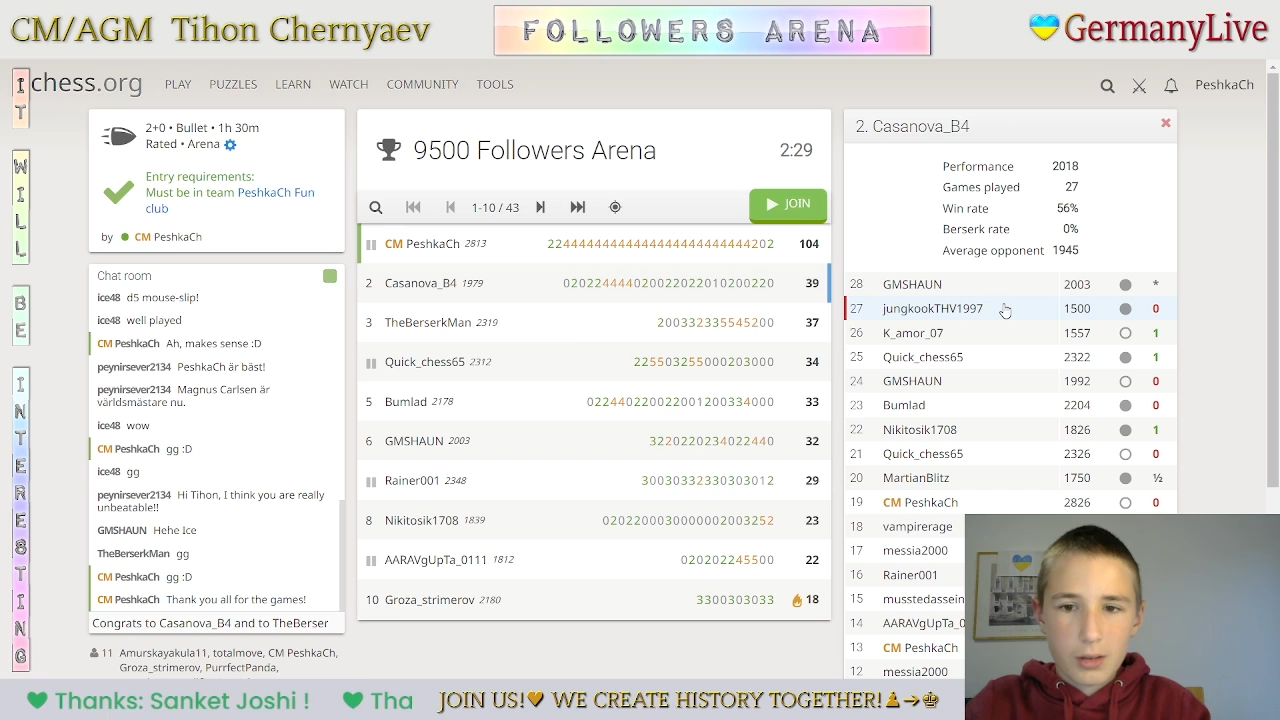 CM/AGM Tihon Chernyaev
FOLLOWERS ARENA
GermanyLive
IT WILL BE INTERESTING
chess.org
PLAY
PUZZLES
LEARN
WATCH
COMMUNITY
TOOLS
PeshkaCh
2+0 • Bullet • 1h 30m
Rated • Arena
Entry requirements:
Must be in team PeshkaCh Fun
club
by CM PeshkaCh
Chat room
ice48 d5 mouse-slip!
ice48 well played
CM PeshkaCh Ah, makes sense :D
peynirsever2134 PeshkaCh är bäst!
peynirsever2134 Magnus Carlsen är
världsmästare nu.
ice48 wow
CM PeshkaCh gg :D
ice48 gg
peynirsever2134 Hi Tihon, I think you are really
unbeatable!!
GMSHAUN Hehe Ice
TheBerserkMan gg
CM PeshkaCh gg :D
CM PeshkaCh Thank you all for the games!
Congrats to Casanova_B4 and to TheBerser
11 Amurskayakula11, totalmove, CM PeshkaCh,
Groza_strimerov, PurrfectPanda,
9500 Followers Arena 2:29
1-10 / 43
JOIN
CM PeshkaCh 2813 104
2 Casanova_B4 1979 020224444020022022010200220 39
3 TheBerserkMan 2319 200332335545200 37
Quick_chess65 2312 225503255000203000 34
5 Bumlad 2178 022440220022001200334000 33
6 GMSHAUN 2003 3220220234022440 32
Rainer001 2348 30030332330303012 29
8 Nikitosik1708 1839 0202200030000002003252 23
AARAVgUpTa_0111 1812 020202245500 22
10 Groza_strimerov 2180 3300303033 18
2. Casanova_B4
Performance 2018
Games played 27
Win rate 56%
Berserk rate 0%
Average opponent 1945
28 GMSHAUN 2003 *
27 jungkookTHV1997 1500 0
26 K_amor_07 1557 1
25 Quick_chess65 2322 1
24 GMSHAUN 1992 0
23 Bumlad 2204 0
22 Nikitosik1708 1826 1
21 Quick_chess65 2326 0
20 MartianBlitz 1750 ½
19 CM PeshkaCh 2826 0
18 vampirerage
17 messia2000
16 Rainer001
15 musstedassein
14 AARAVgUpTa_0
13 CM PeshkaCh
12 messia2000
Thanks: Sanket Joshi ! Tha
JOIN US! WE CREATE HISTORY TOGETHER!